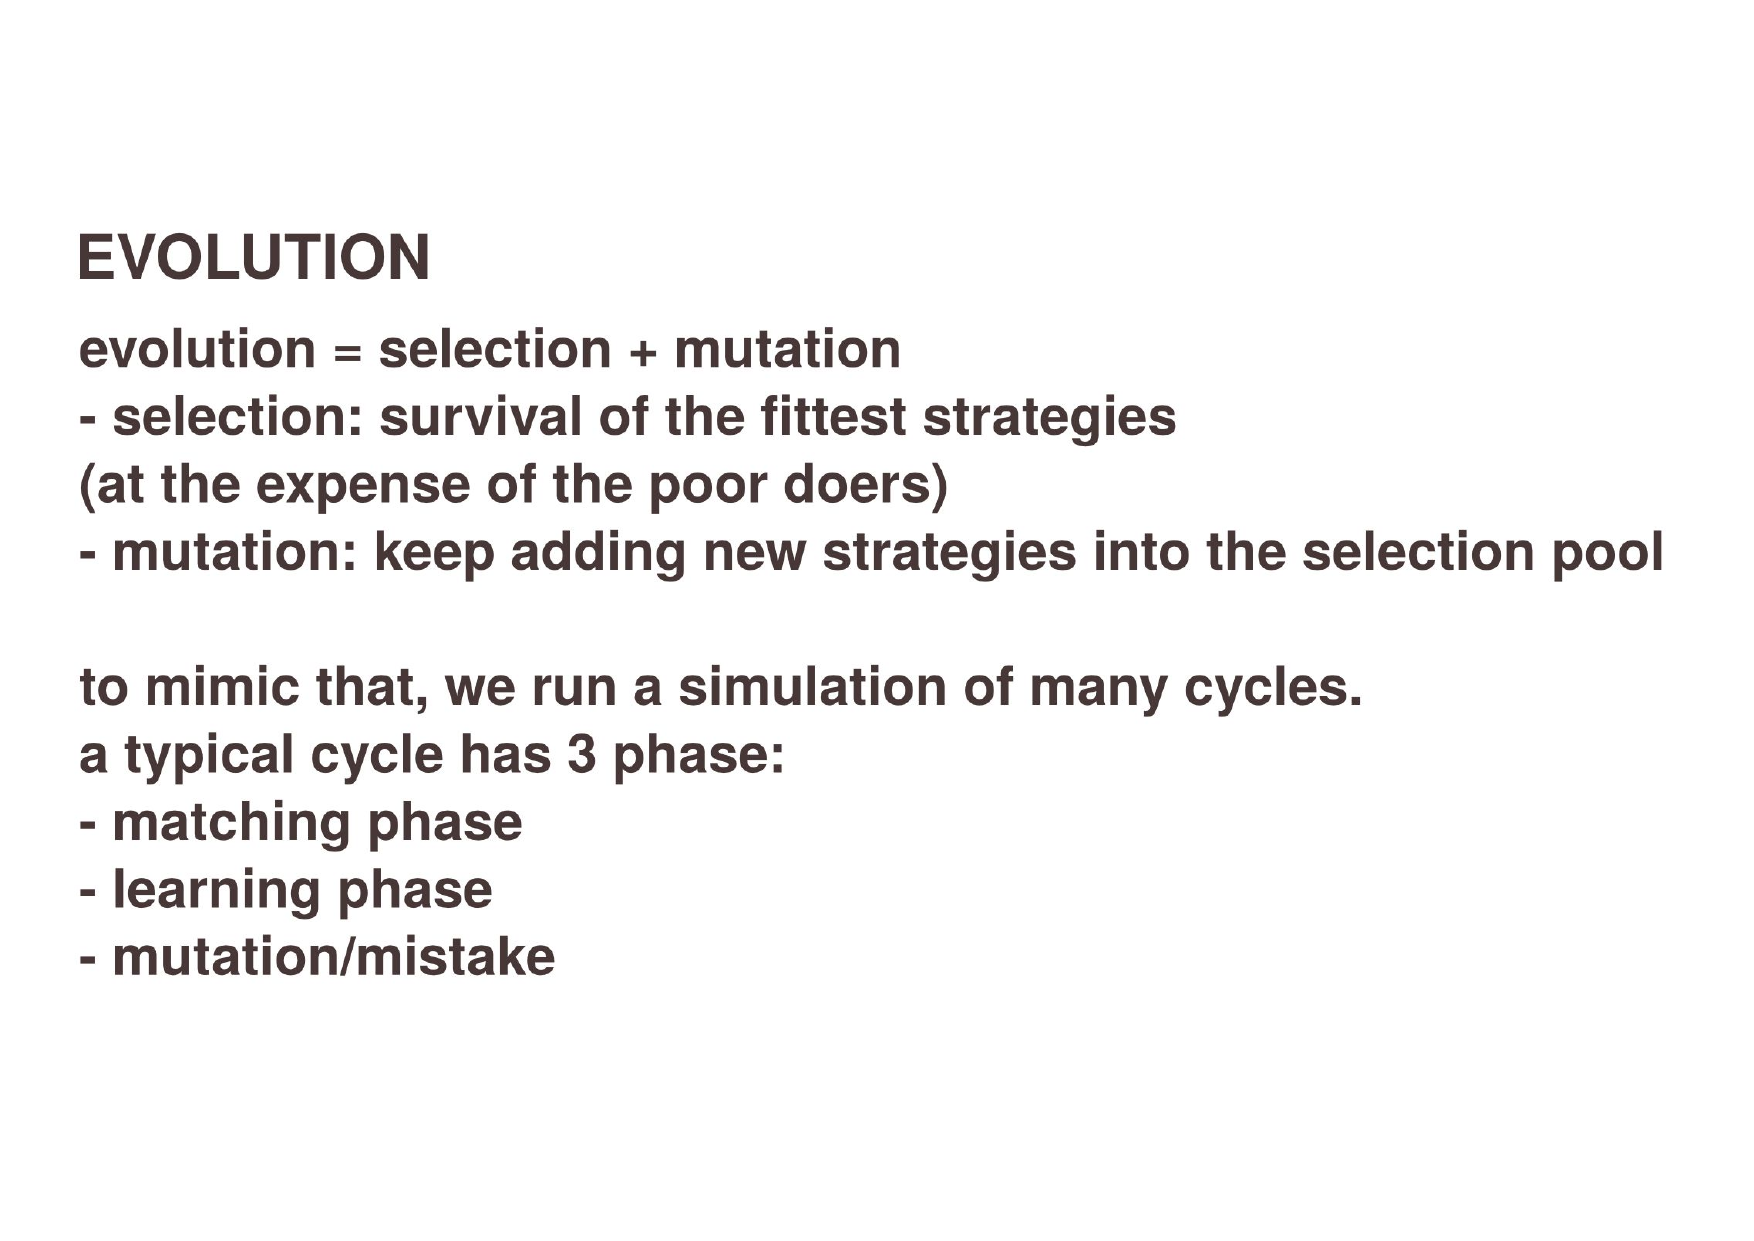 EVOLUTION
evolution = selection + mutation
- selection: survival of the fittest strategies
(at the expense of the poor doers)
- mutation: keep adding new strategies into the selection pool
to mimic that, we run a simulation of many cycles.
a typical cycle has 3 phase:
- matching phase
- learning phase
- mutation/mistake